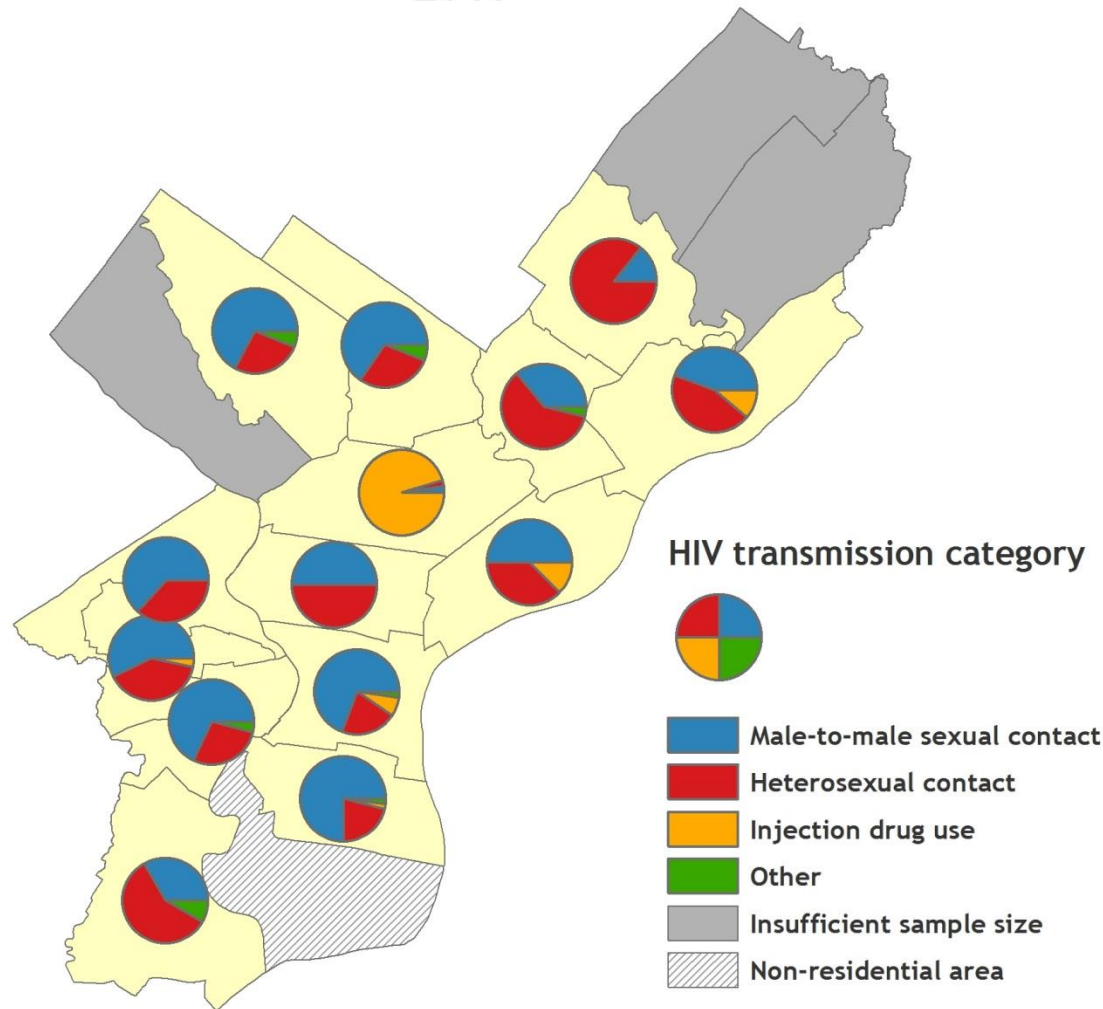 HIV transmission category
Male-to-male sexual contact
Heterosexual contact
Injection drug use
Other
Insufficient sample size
Non-residential area